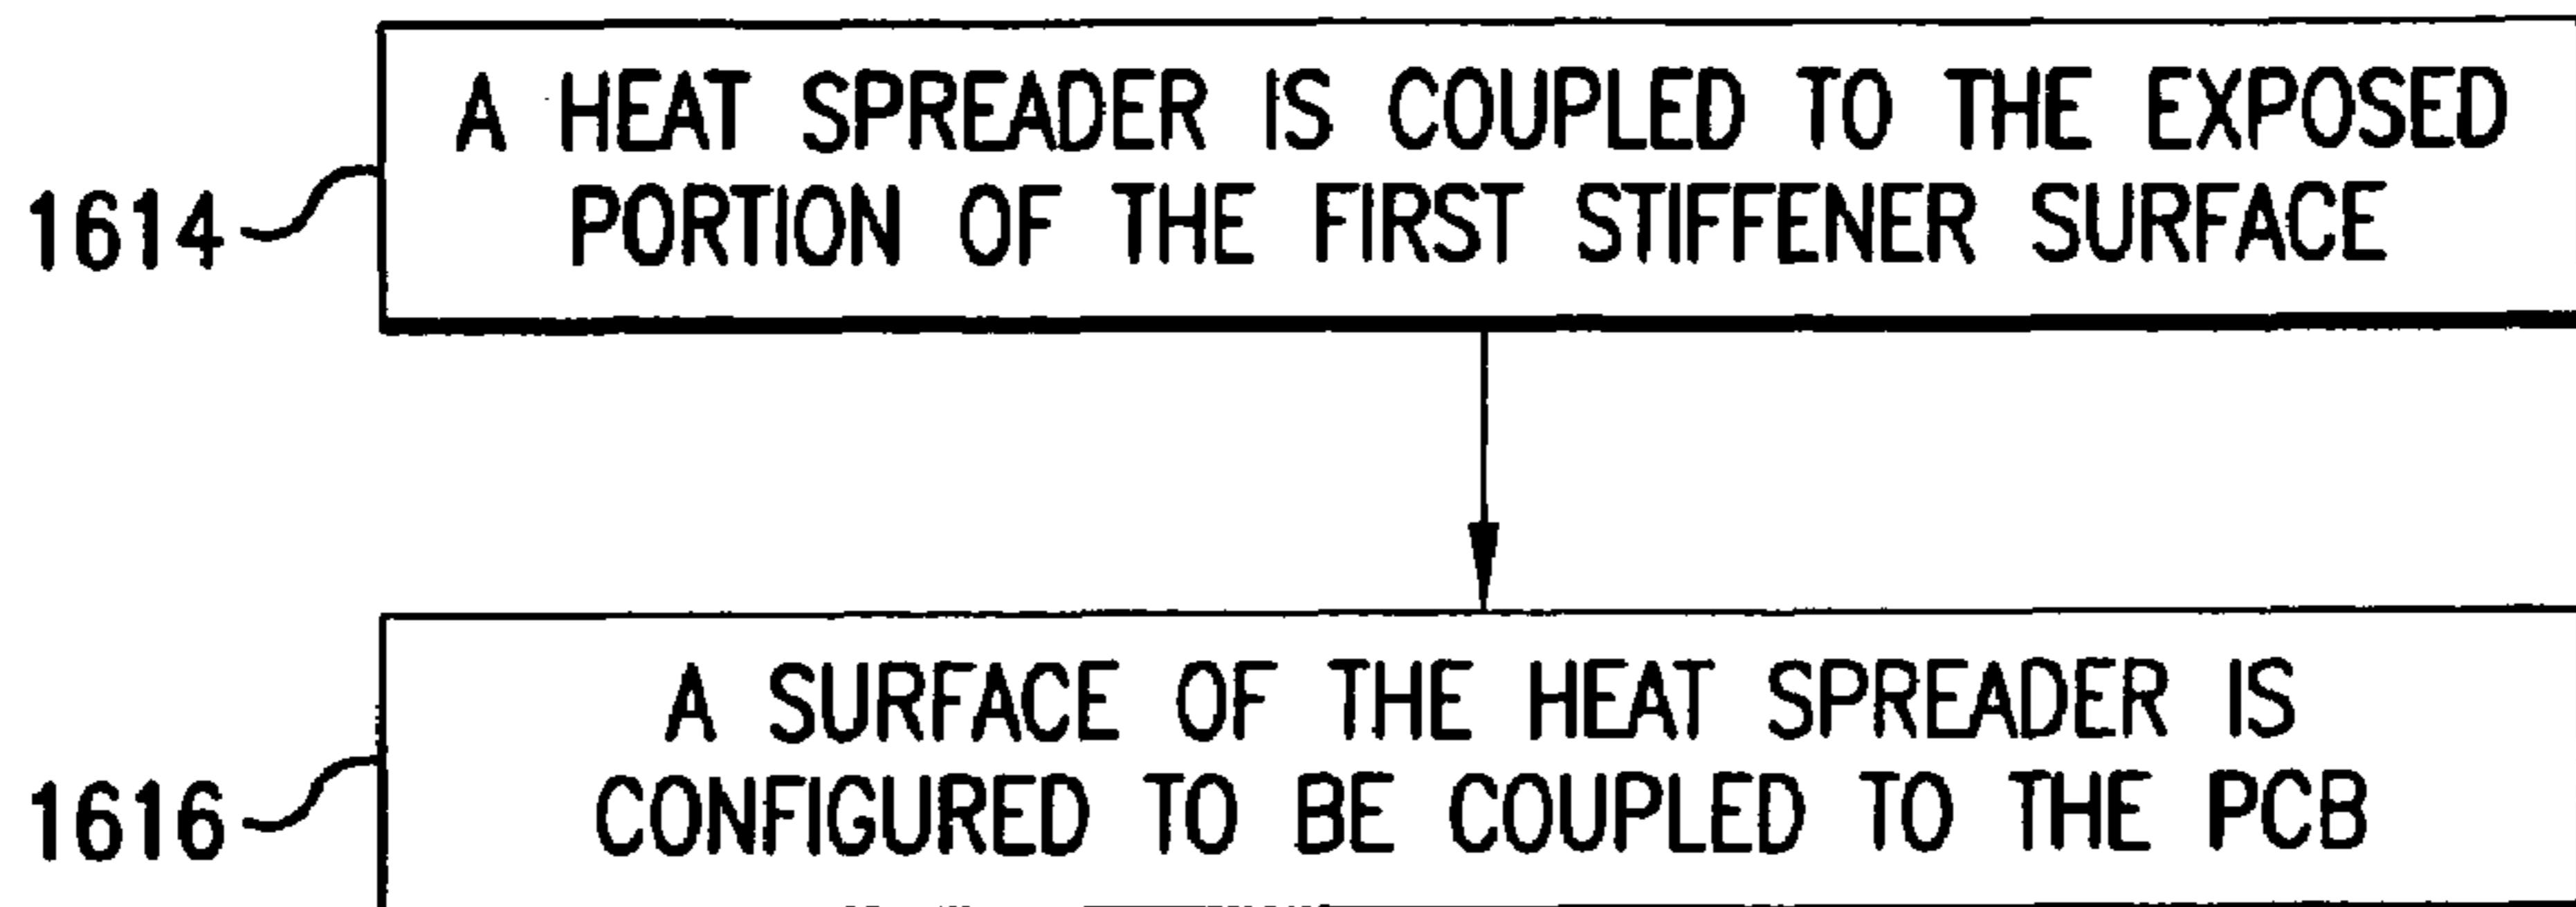 A HEAT SPREADER IS COUPLED TO THE EXPOSED
PORTION OF THE FIRST STIFFENER SURFACE
1614
A SURFACE OF THE HEAT SPREADER IS
CONFIGURED TO BE COUPLED TO THE PCB
1616